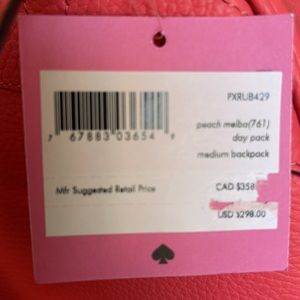 PXRU8429
peach melba(761)
day pack
medium backpack
7 67883 03654
Mfr Suggested Retail Price
CAD $358
USD $298.00